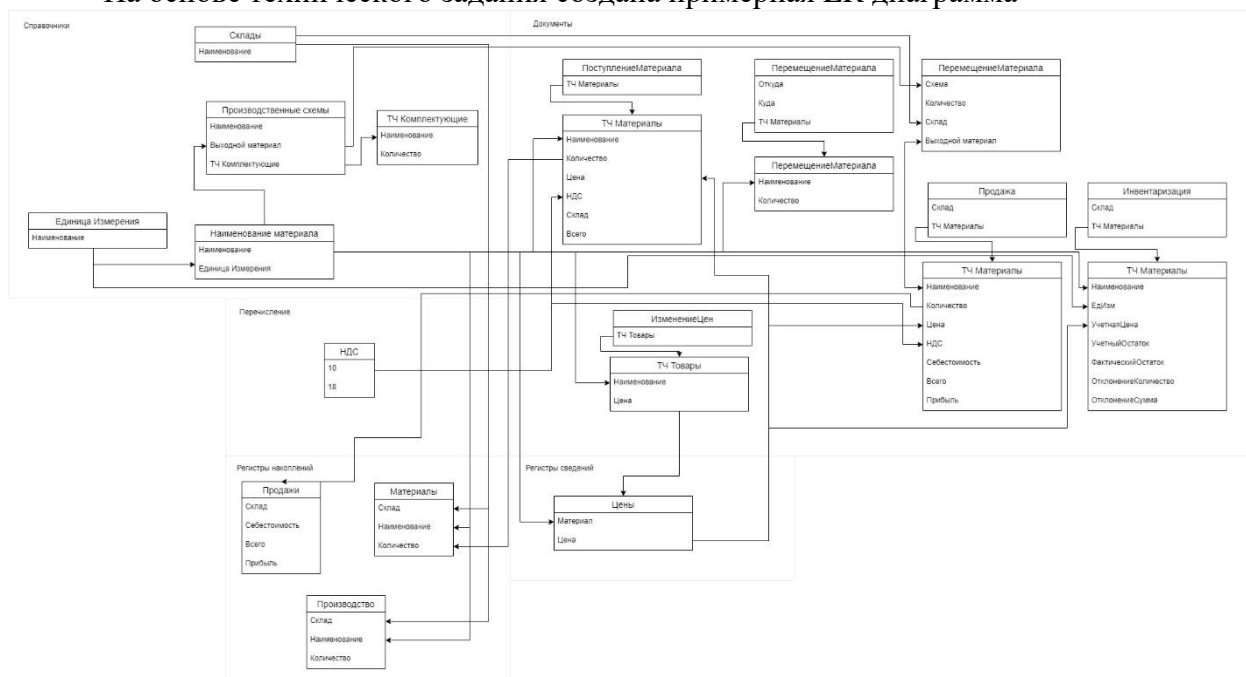 На основе технического задания создана примерная ER диаграмма
Справочники
Склады
Наименование
Производственные схемы
Наименование
Выходной материал
ТЧ Комплектующие
ТЧ Комплектующие
Наименование
Количество
Единица Измерения
Наименование
Наименование материала
Наименование
Единица Измерения
Документы
ПоступлениеМатериала
ТЧ Материалы
ТЧ Материалы
Наименование
Количество
Цена
НДС
Склад
Всего
ПеремещениеМатериала
Откуда
Куда
ТЧ Материалы
ПеремещениеМатериала
Наименование
Количество
ПеремещениеМатериала
Схема
Количество
Склад
Выходной материал
Продажа
Склад
ТЧ Материалы
Инвентаризация
Склад
ТЧ Материалы
ТЧ Материалы
Наименование
Количество
Цена
НДС
Себестоимость
Всего
Прибыль
ТЧ Материалы
Наименование
ЕдИзм
УчетнаяЦена
УчетныйОстаток
ФактическийОстаток
ОтклонениеКоличество
ОтклонениеСумма
ИзменениеЦен
ТЧ Товары
ТЧ Товары
Наименование
Цена
Перечисление
НДС
10
18
Регистры накоплений
Продажи
Склад
Себестоимость
Всего
Прибыль
Материалы
Склад
Наименование
Количество
Производство
Склад
Наименование
Количество
Регистры сведений
Цены
Материал
Цена